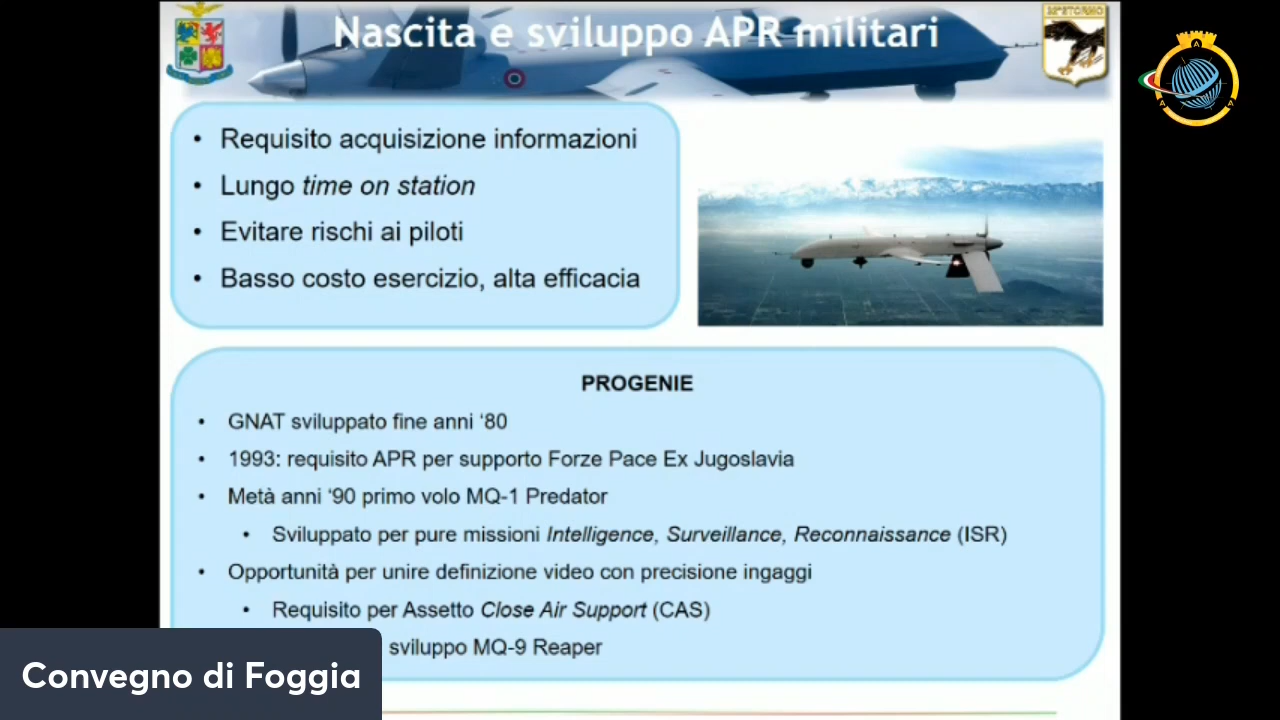 Nascita e sviluppo APR militari
32°STORMO
• Requisito acquisizione informazioni
• Lungo time on station
• Evitare rischi ai piloti
• Basso costo esercizio, alta efficacia
PROGENIE
• GNAT sviluppato fine anni ‘80
• 1993: requisito APR per supporto Forze Pace Ex Jugoslavia
• Metà anni ‘90 primo volo MQ-1 Predator
• Sviluppato per pure missioni Intelligence, Surveillance, Reconnaissance (ISR)
• Opportunità per unire definizione video con precisione ingaggi
• Requisito per Assetto Close Air Support (CAS)
sviluppo MQ-9 Reaper
Convegno di Foggia